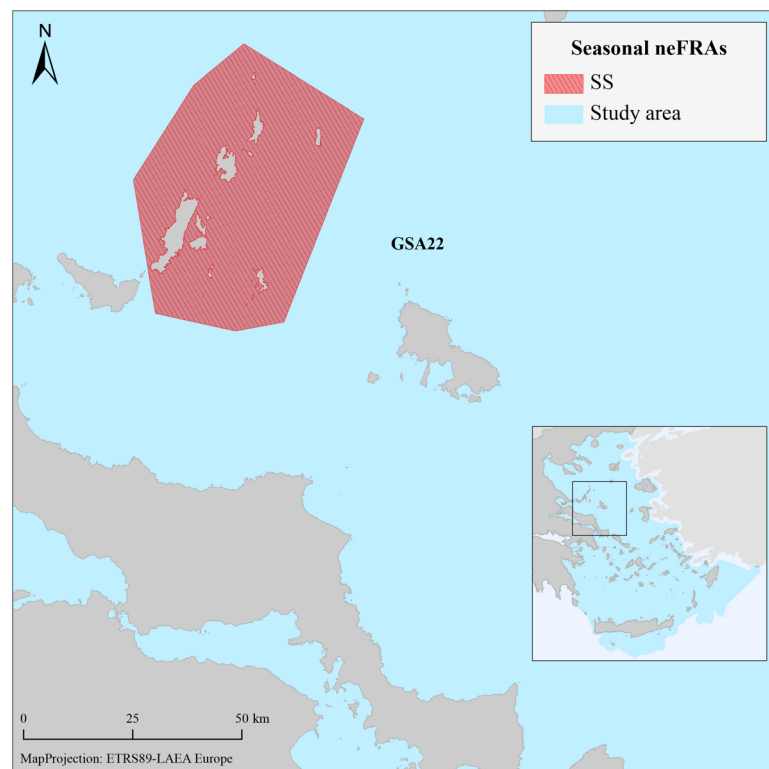 N
Seasonal neFRAs
SS
Study area
GSA22
0 25 50 km
MapProjection: ETRS89-LAEA Europe